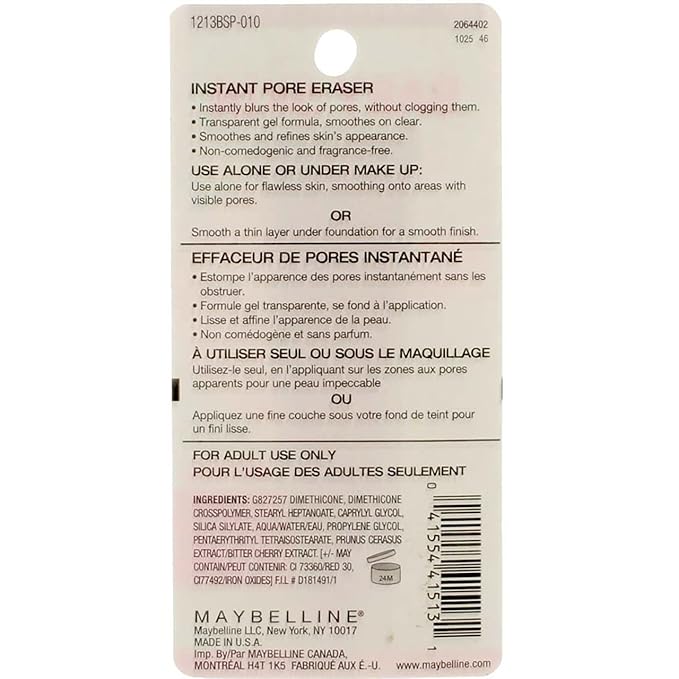 1213BSP-010
2064402
1025 46
INSTANT PORE ERASER
• Instantly blurs the look of pores, without clogging them.
• Transparent gel formula, smoothes on clear.
• Smoothes and refines skin's appearance.
• Non-comedogenic and fragrance-free.
USE ALONE OR UNDER MAKE UP:
Use alone for flawless skin, smoothing onto areas with
visible pores.
OR
Smooth a thin layer under foundation for a smooth finish.
EFFACEUR DE PORES INSTANTANÉ
• Estompe l'apparence des pores instantanément sans les
obstruer.
• Formule gel transparente, se fond à l'application.
• Lisse et affine l'apparence de la peau.
• Non comédogène et sans parfum.
À UTILISER SEUL OU SOUS LE MAQUILLAGE
Utilisez-le seul, en l'appliquant sur les zones aux pores
apparents pour une peau impeccable
OU
Appliquez une fine couche sous votre fond de teint pour
un fini lisse.
FOR ADULT USE ONLY
POUR L'USAGE DES ADULTES SEULEMENT
INGREDIENTS: G827257 DIMETHICONE, DIMETHICONE
CROSSPOLYMER, STEARYL HEPTANOATE, CAPRYLYL GLYCOL,
SILICA SILYLATE, AQUA/WATER/EAU, PROPYLENE GLYCOL,
PENTAERYTHRITYL TETRAISOSTEARATE, PRUNUS CERASUS
EXTRACT/BITTER CHERRY EXTRACT. [+/- MAY
CONTAIN/PEUT CONTENIR: CI 73360/RED 30,
CI77492/IRON OXIDES] F.I.L # D181491/1
24M
0 41554 41513 1
MAYBELLINE®
Maybelline LLC, New York, NY 10017
MADE IN U.S.A.
Imp. By/Par MAYBELLINE CANADA,
MONTRÉAL H4T 1K5 FABRIQUÉ AUX É.-U.
www.maybelline.com